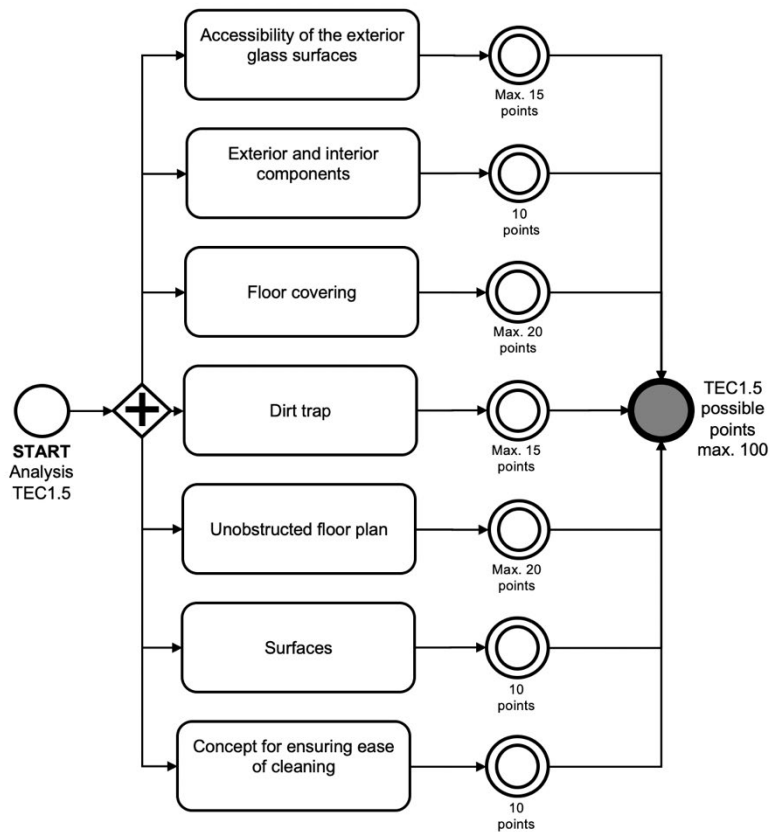 Accessibility of the exterior
glass surfaces
Max. 15
points
Exterior and interior
components
10
points
Floor covering
Max. 20
points
START
Analysis
TEC1.5
Dirt trap
Max. 15
points
TEC1.5
possible
points
max. 100
Unobstructed floor plan
Max. 20
points
Surfaces
10
points
Concept for ensuring ease
of cleaning
10
points